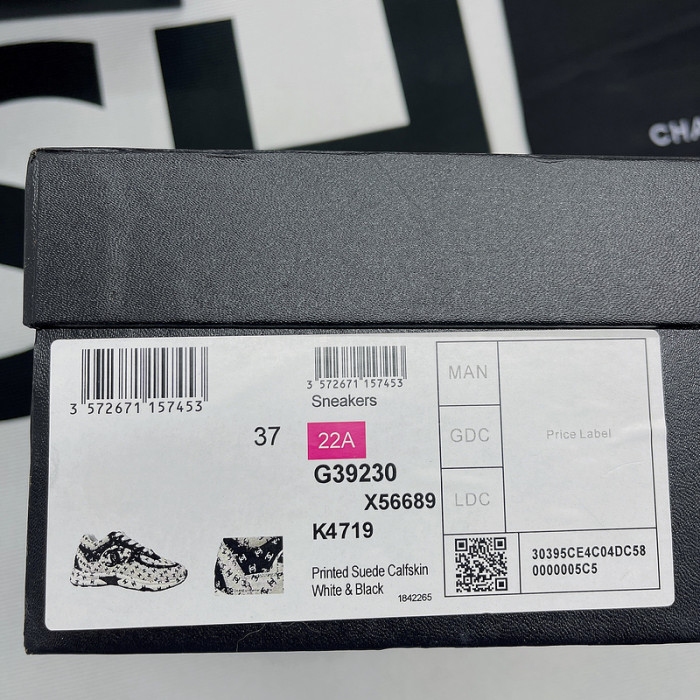 CHA
3 572671 157453
3 572671 157453
Sneakers
37
22A
G39230
X56689
K4719
Printed Suede Calfskin
White & Black
1842265
MAN
GDC
LDC
Price Label
30395CE4C04DC58
0000005C5